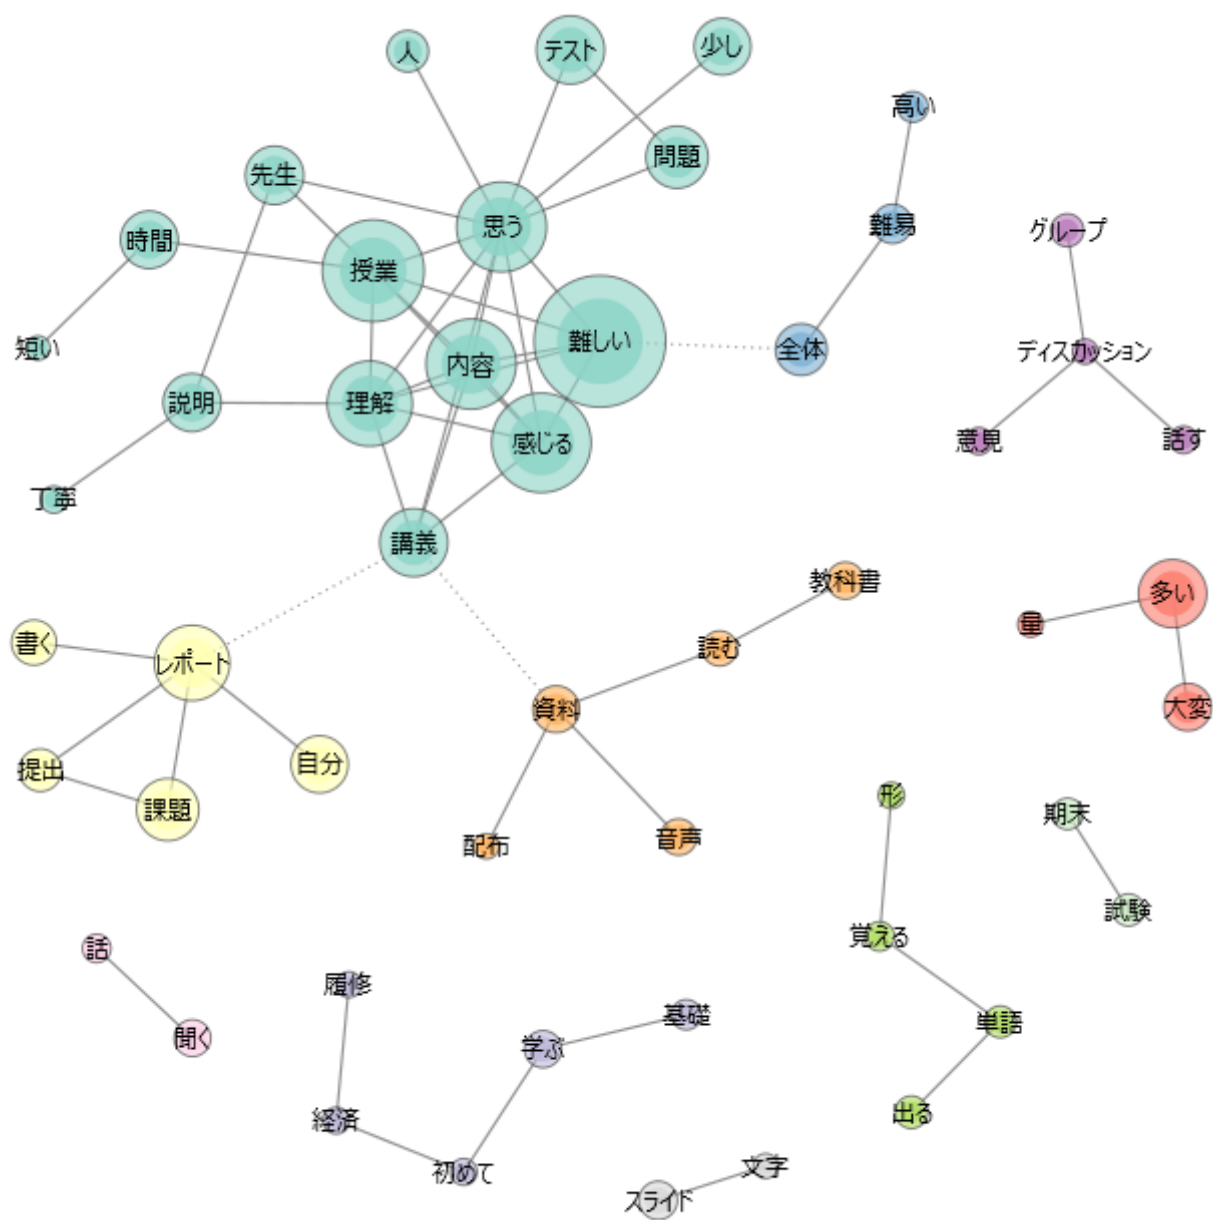 人
テスト
少し
高い
問題
先生
思う
難易
グループ
時間
授業
難しい
短い
全体
ディスカッション
内容
説明
理解
感じる
意見
話す
丁寧
講義
教科書
多い
量
書く
レポート
読む
資料
大変
提出
自分
課題
形
期末
配布
音声
試験
話
覚える
履修
聞く
学ぶ
基礎
単語
経済
出る
初めて
文字
スライド